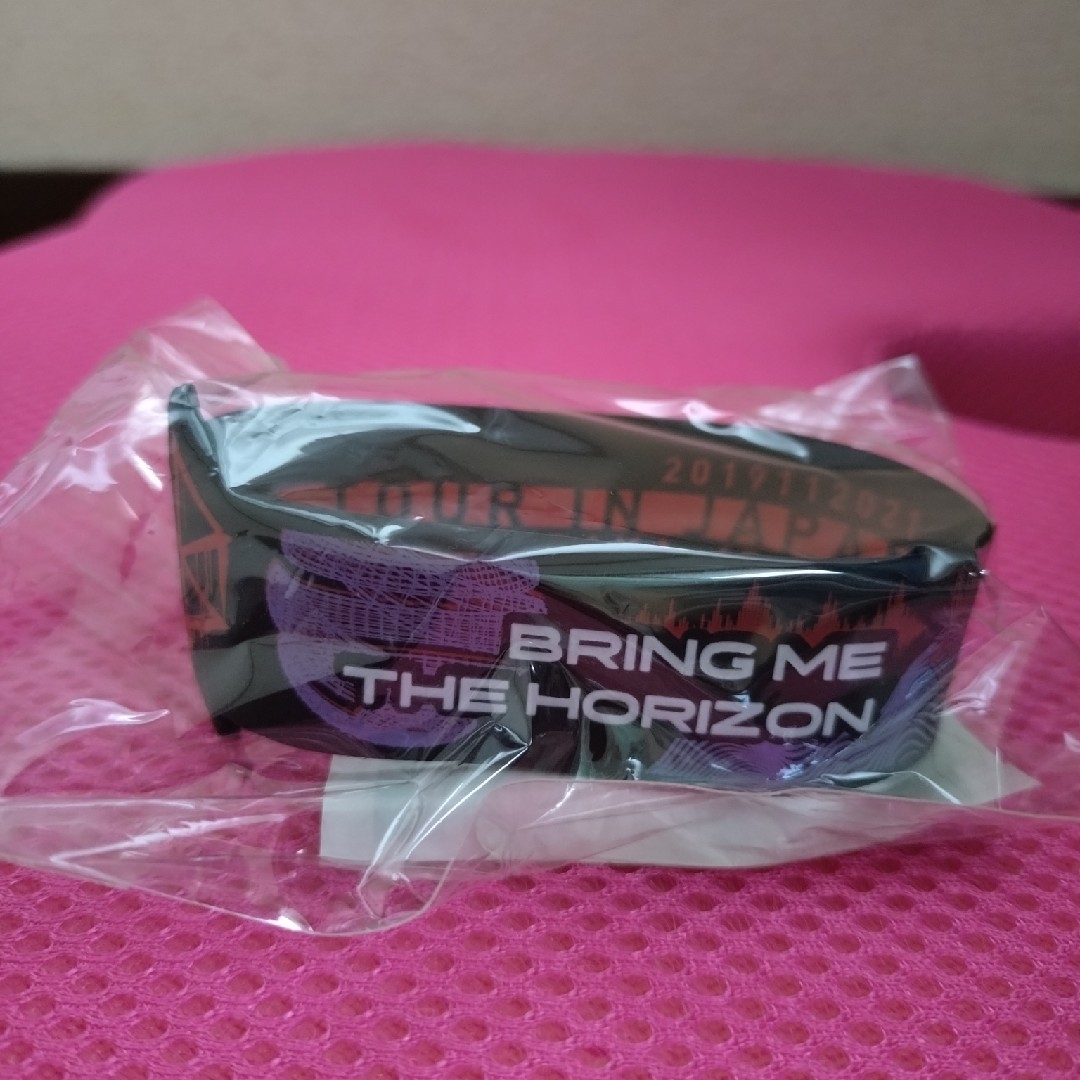 2019112021
BRING ME
THE HORIZON